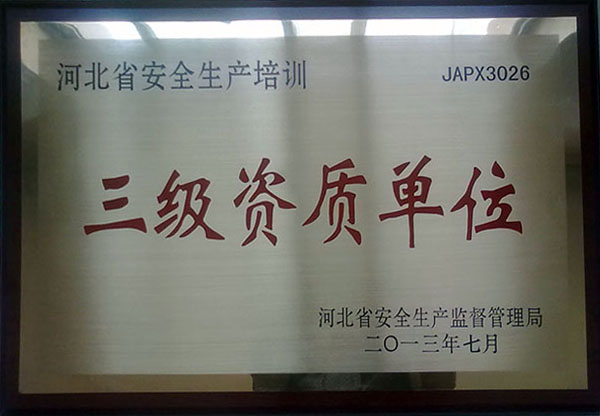 河北省安全生产培训 JAPX3026
三级资质单位
河北省安全生产监督管理局
二〇一三年七月